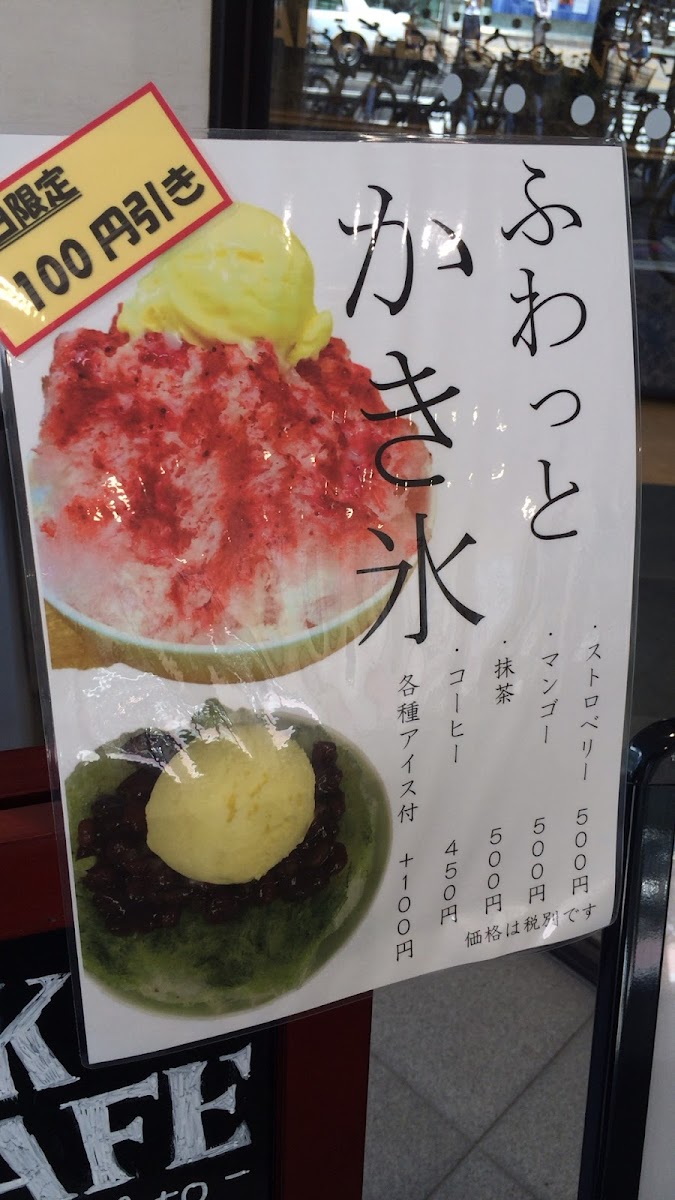 限定
100円引き
ふわっと
かき氷
・ストロベリー 500円
・マンゴー 500円
・抹茶 500円
・コーヒー 450円
各種アイス付 +100円
価格は税別です
K
AFE